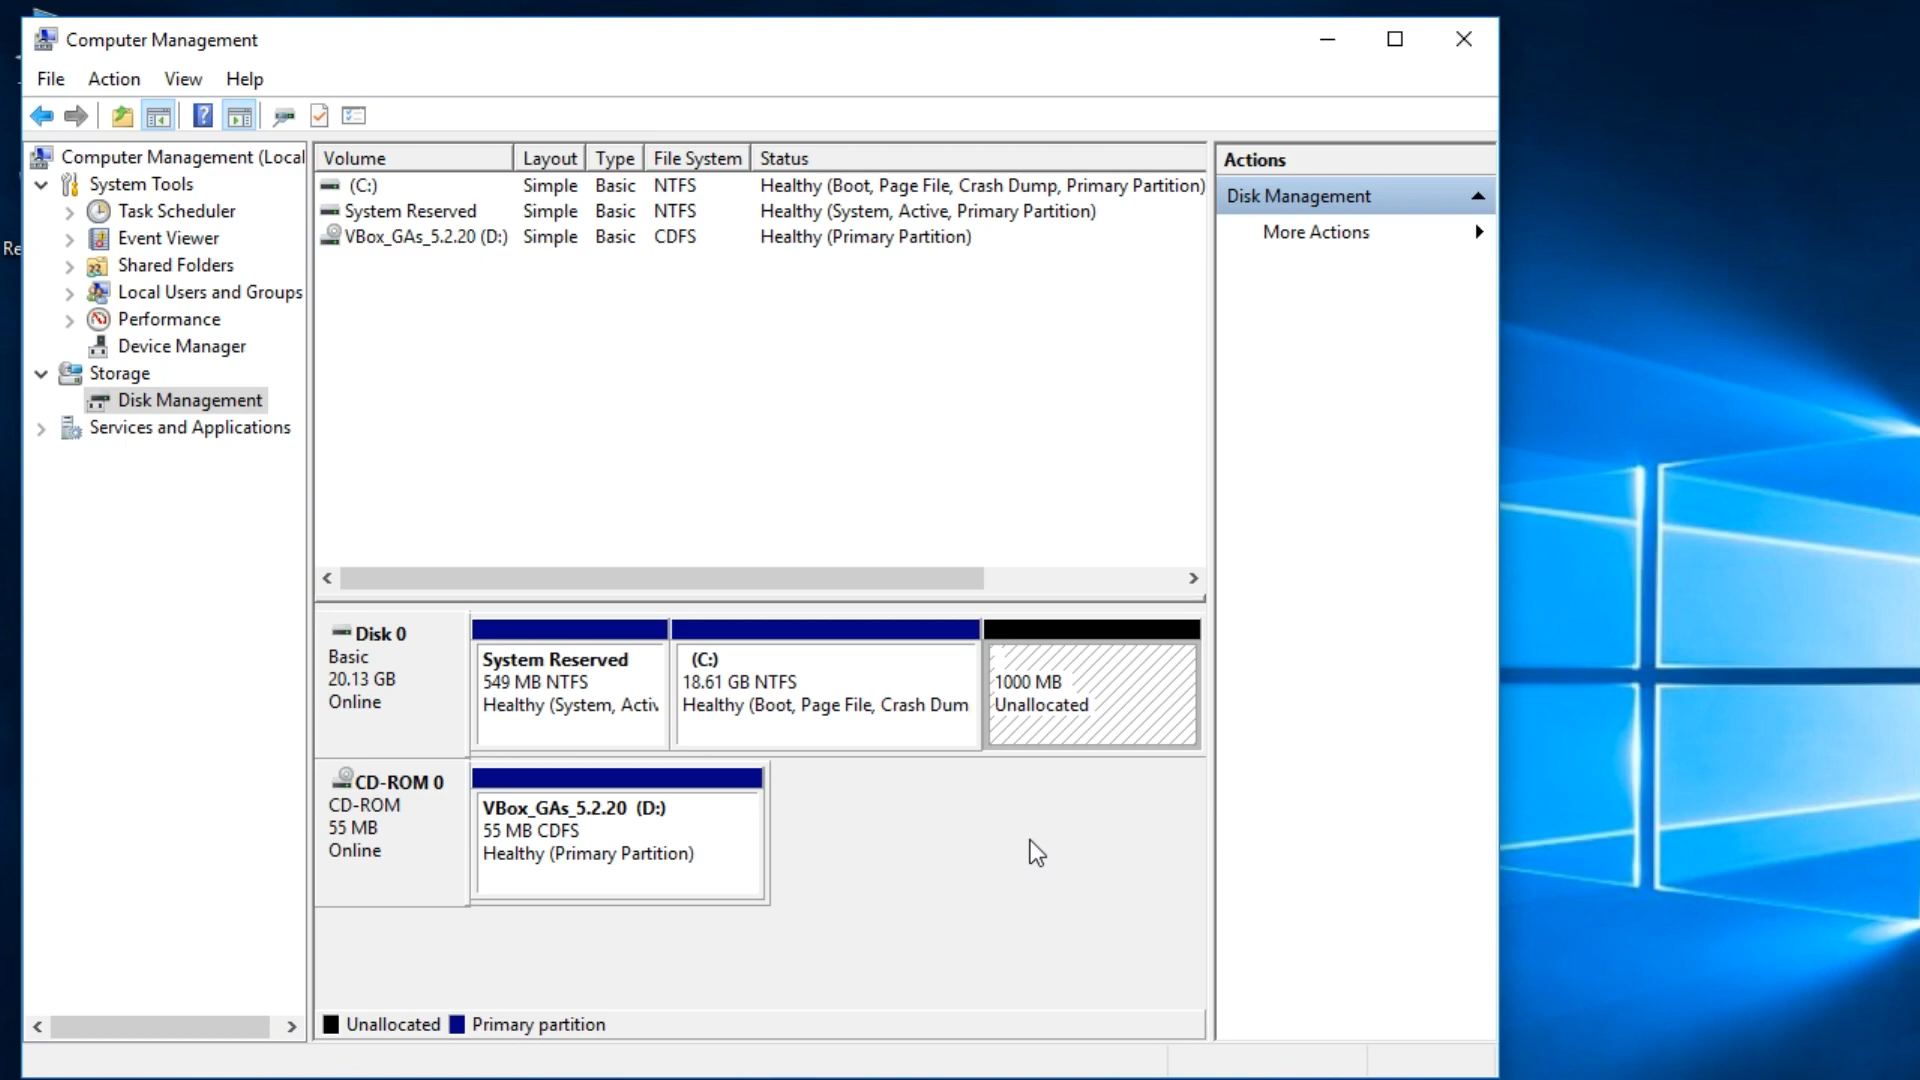 Computer Management
File Action View Help
Computer Management (Local
System Tools
Task Scheduler
Event Viewer
Shared Folders
Local Users and Groups
Performance
Device Manager
Storage
Disk Management
Services and Applications
Volume Layout Type File System Status
(C:) Simple Basic NTFS Healthy (Boot, Page File, Crash Dump, Primary Partition)
System Reserved Simple Basic NTFS Healthy (System, Active, Primary Partition)
VBox_GAs_5.2.20 (D:) Simple Basic CDFS Healthy (Primary Partition)
Disk 0
Basic
20.13 GB
Online
System Reserved
549 MB NTFS
Healthy (System, Activ
(C:)
18.61 GB NTFS
Healthy (Boot, Page File, Crash Dum
1000 MB
Unallocated
CD-ROM 0
CD-ROM
55 MB
Online
VBox_GAs_5.2.20 (D:)
55 MB CDFS
Healthy (Primary Partition)
Unallocated Primary partition
Actions
Disk Management
More Actions
Re